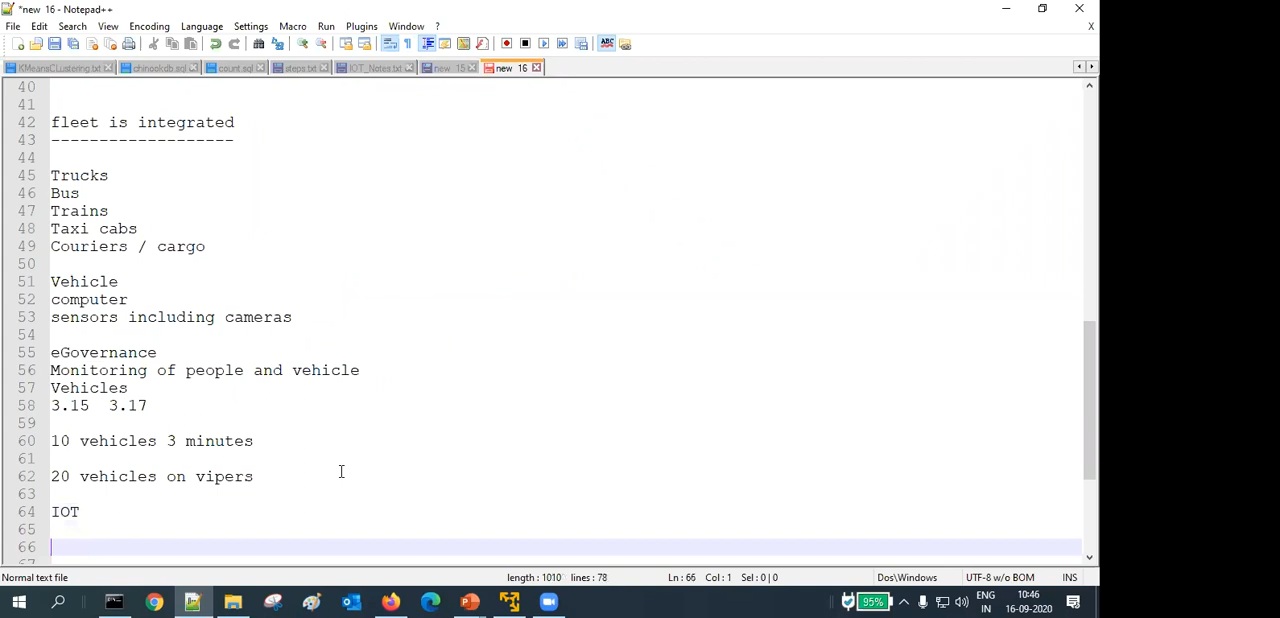 *new 16 - Notepad++
File Edit Search View Encoding Language Settings Macro Run Plugins Window ?
X
KMeansCLustering.txt chinookdb.sql count.sql steps.txt IOT_Notes.txt new 15 new 16
40
41
42 fleet is integrated
43 -------------------
44
45 Trucks
46 Bus
47 Trains
48 Taxi cabs
49 Couriers / cargo
50
51 Vehicle
52 computer
53 sensors including cameras
54
55 eGovernance
56 Monitoring of people and vehicle
57 Vehicles
58 3.15 3.17
59
60 10 vehicles 3 minutes
61
62 20 vehicles on vipers
63
64 IOT
65
66
67
Normal text file length : 1010 lines : 78 Ln : 66 Col : 1 Sel : 0 | 0 Dos\Windows UTF-8 w/o BOM INS
95% ENG IN 10:46 16-09-2020